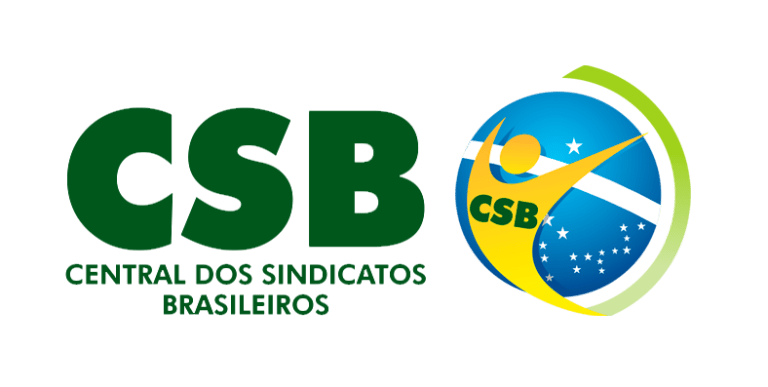 CSB
CENTRAL DOS SINDICATOS
BRASILEIROS
CSB